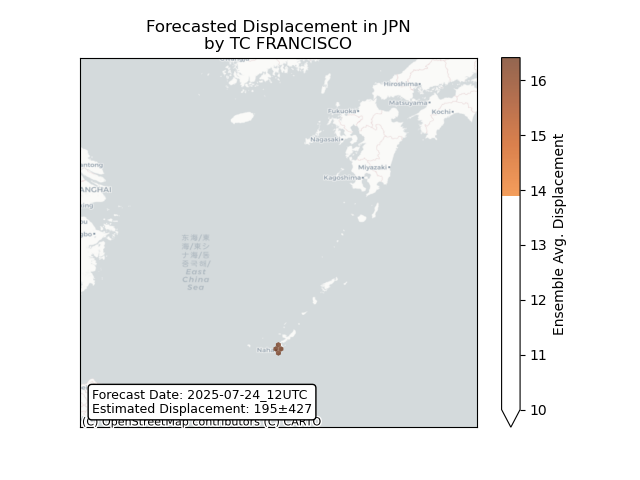 Forecasted Displacement in JPN
by TC FRANCISCO
Hiroshima
Matsuyama
Fukuoka
Kochi
Nagasaki
Miyazaki
Kagoshima
ANGHAI
East
China
Sea
Naha
Forecast Date: 2025-07-24_12UTC
Estimated Displacement: 195±427
(C) OpenStreetMap contributors (C) CARTO
16
15
14
13
12
11
10
Ensemble Avg. Displacement